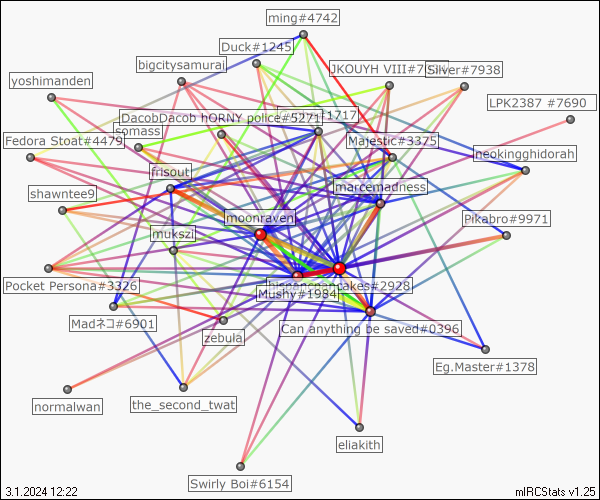 ming#4742
Duck#1245
bigcitysamurai
JKOUYH VIII#7
Silver#7938
yoshimanden
LPK2387 #7690
DacobDacob hORNY police#5271
1717
somass
Fedora Stoat#4479
Majestic#3375
neokingghidorah
frisout
marcemadness
shawntee9
moonraven
Pikabro#9971
mukszi
Pocket Persona#3326
hispanicpancakes#2928
Mushy#1984
Madネコ#6901
Can anything be saved#0396
zebula
Eg.Master#1378
normalwan
the_second_twat
eliakith
Swirly Boi#6154
3.1.2024 12:22
mIRCStats v1.25